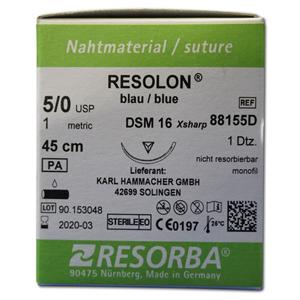 Nahtmaterial / suture
RESOLON®
5/0 USP
blau / blue
REF
1 metric
DSM 16 Xsharp 88155D
45 cm
1 Dtz.
PA
nicht resorbierbar
monofil
Lieferant:
KARL HAMMACHER GMBH
42699 SOLINGEN
LOT 90.153048
2020-03
STERILE EO
CE0197
RESORBA®
90475 Nürnberg, Made in Germany